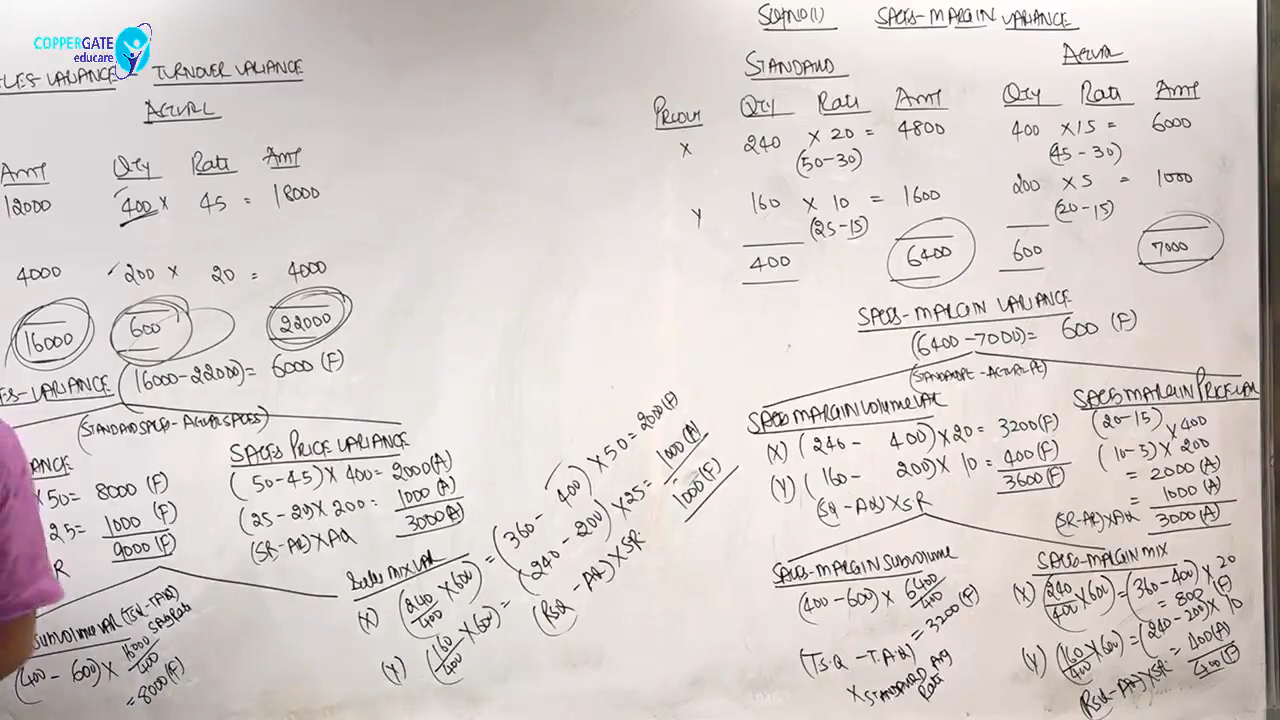 COPPERGATE
educare
TURNOVER VARIANCE
ACTUAL
Amt Qty Rate Amt
12000 400 × 45 = 18000
4000 200 × 20 = 4000
16000 600 22000
(16000 - 22000) = 6000 (F)
(STANDARD SALES - ACTUAL SALES)
SALES PRICE VARIANCE
×50 = 8000 (F)
25 = 1000 (F)
9000 (F)
(50-45) × 400 = 2000 (A)
(25-20) × 200 = 1000 (A)
3000 (A)
(SR-AR) × AQ
SUBVOLUME VAR (TSQ-TAQ)
(400 - 600) × 16000/400
= 8000 (F)
Sales MIX VAR
(X) (240/400 × 600) = (360 - 400) × 50 = 2000 (F)
(Y) (160/400 × 600) = (240 - 200) × 25 = 1000 (A)
1000 (F)
(RSQ - AQ) × SR
SOLNO(1) SALES-MARGIN VARIANCE
STANDARD ACTUAL
Product Qty Rate Amt Qty Rate Amt
X 240 × 20 = 4800 400 × 15 = 6000
(50-30) (45-30)
Y 160 × 10 = 1600 200 × 5 = 1000
(25-15) (20-15)
400 6400 600 7000
SALES-MARGIN VARIANCE
(6400-7000) = 600 (F)
SALES MARGIN VOLUME VAR
(X) (240 - 400) × 20 = 3200 (F)
(Y) (160 - 200) × 10 = 400 (F)
3600 (F)
(SQ - AQ) × SR
SALES MARGIN PRICE VAR
(20-15) × 400
(10-5) × 200
= 2000 (A)
= 1000 (A)
(SR-AR) × AQ 3000 (A)
SALES-MARGIN SUBVOLUME
(400-600) × 6400/400
= 3200 (F)
(T.S.Q - T.A.Q)
× STANDARD Avg
Rate
SALES-MARGIN MIX
(X) (240/400 × 600) = (360-400) × 20
= 800 (F)
(Y) (160/400 × 600) = (240-200) × 10
= 400 (A)
(RSQ-AQ) × SR 400 (F)